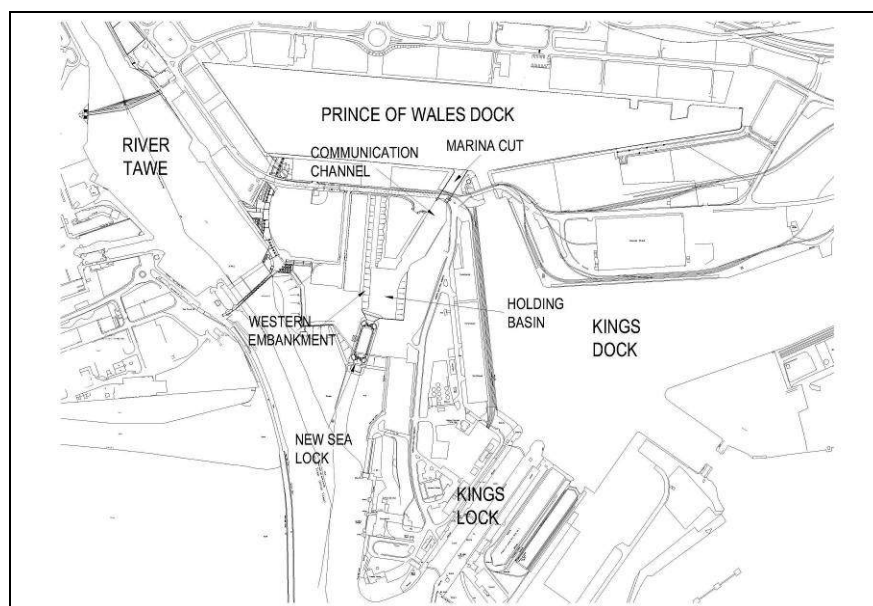 PRINCE OF WALES DOCK
RIVER
TAWE
COMMUNICATION
CHANNEL
MARINA CUT
WESTERN
EMBANKMENT
HOLDING
BASIN
KINGS
DOCK
NEW SEA
LOCK
KINGS
LOCK